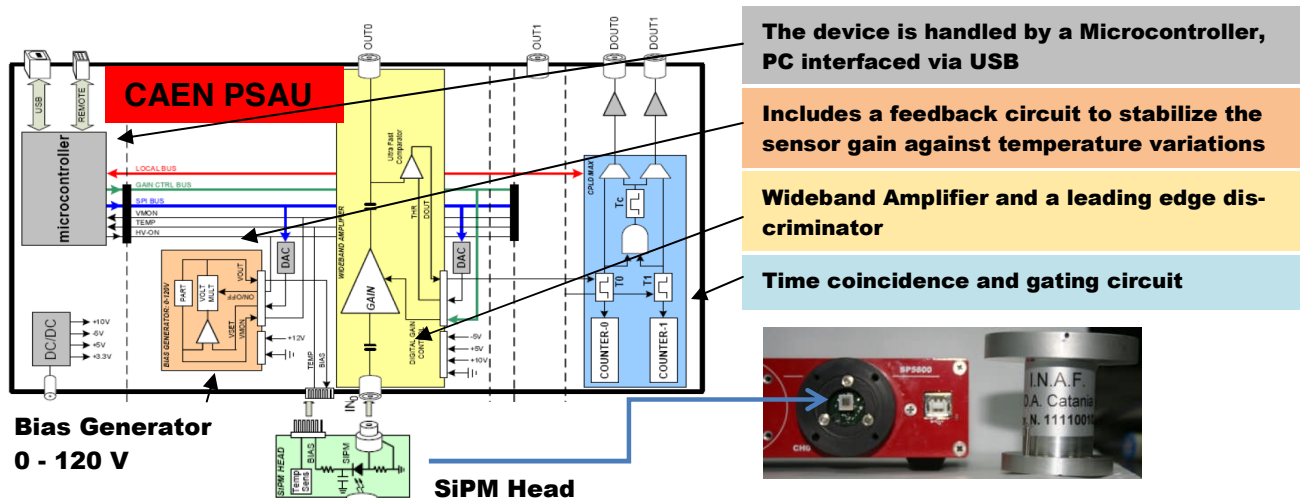 OUT0
OUT1
DOUT0
DOUT1
USB
REMOTE
CAEN PSAU
The device is handled by a Microcontroller,
PC interfaced via USB
Includes a feedback circuit to stabilize the
sensor gain against temperature variations
Wideband Amplifier and a leading edge dis-
criminator
Time coincidence and gating circuit
microcontroller
LOCAL BUS
GAIN CTRL BUS
SPI BUS
VMON
TEMP
HV-ON
Ultra Fast
Comparator
THR
DOUT
WIDEBAND AMPLIFIER
GAIN
DIGITAL GAIN
DAC
DAC
CPLD MAX
Tc
T0
T1
COUNTER-0
COUNTER-1
BIAS GENERATOR: 0-120V
PART
VOLT
MULT
VOUT
ON/OFF
VSET
VMON
+12V
DC/DC
+10V
-5V
+5V
+3.3V
-5V
+5V
+10V
TEMP
BIAS
IN0
Bias Generator
0 - 120 V
SIPM HEAD
BIAS
SIPM
Temp
Sens
SiPM Head
SP5600
CH0
I.N.A.F.
Catania
N. 1111001